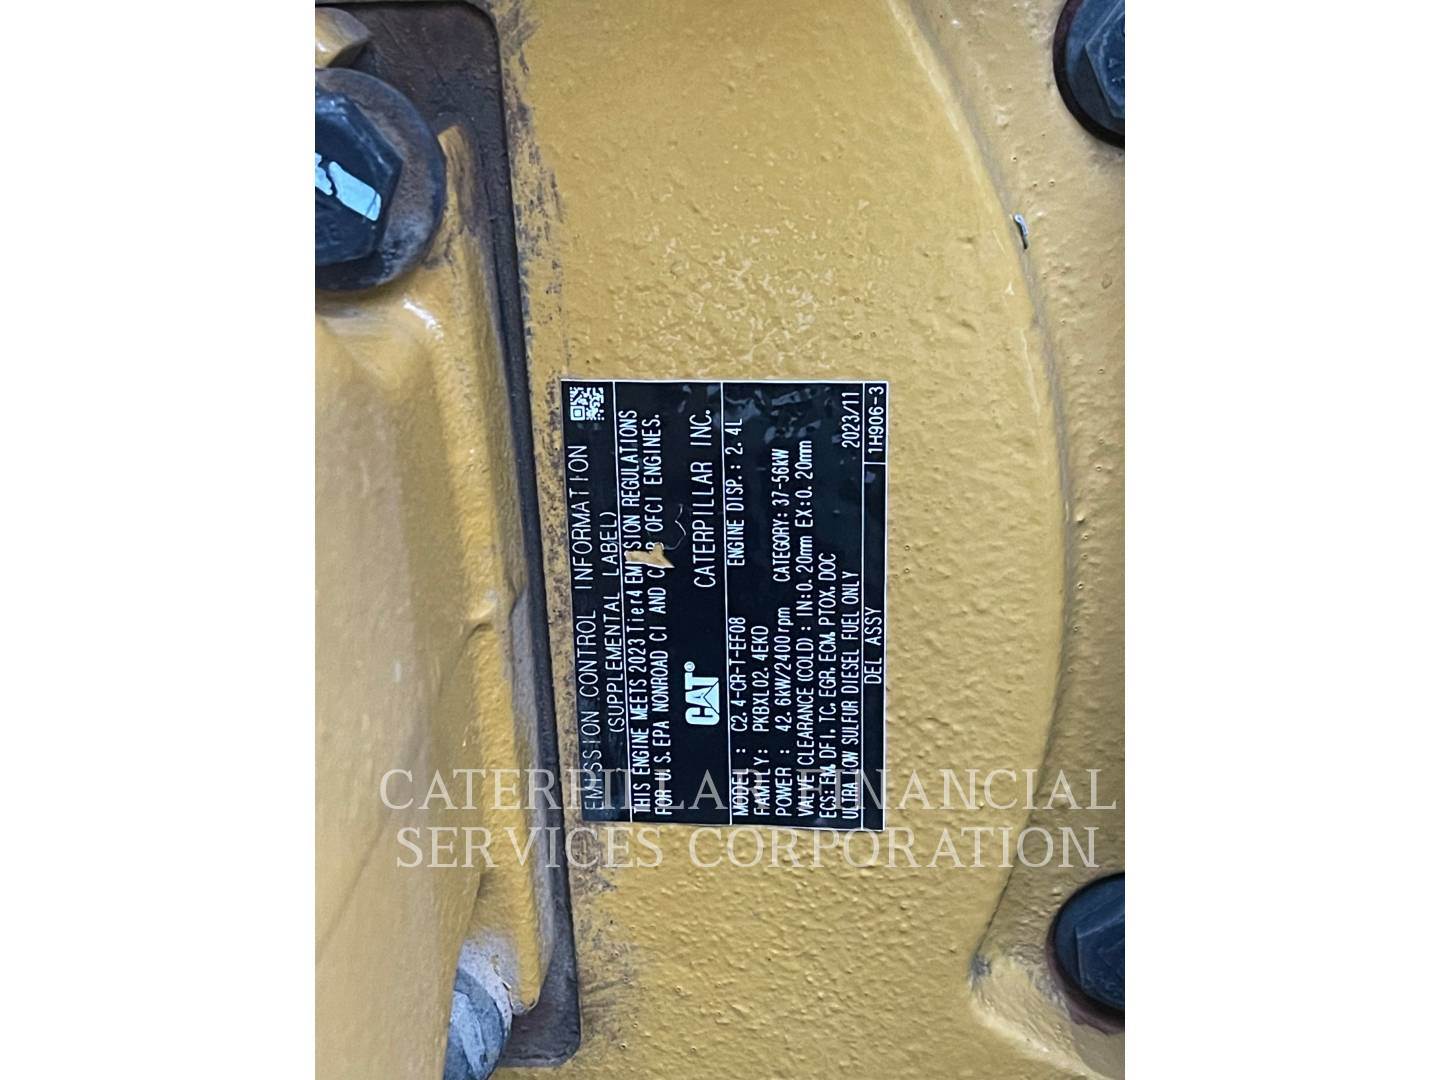 EMISSION CONTROL INFORMATION
(SUPPLEMENTAL LABEL)
THIS ENGINE MEETS 2023 Tier4 EMISSION REGULATIONS
FOR U.S. EPA NONROAD CI AND OFCI ENGINES.
CAT® CATERPILLAR INC.
MODEL : C2.4-CR-T-EF08 ENGINE DISP.: 2.4L
FAMILY: PKBXL02.4EKD
POWER : 42.6kW/2400rpm CATEGORY: 37-56kW
VALVE CLEARANCE (COLD) : IN:0.20mm EX:0.20mm
ECS: EM, DFI, TC, EGR, ECM, PTOX, DOC
ULTRA LOW SULFUR DIESEL FUEL ONLY 2023/11
DEL ASSY 1H906-3
CATERPILLAR FINANCIAL
SERVICES CORPORATION